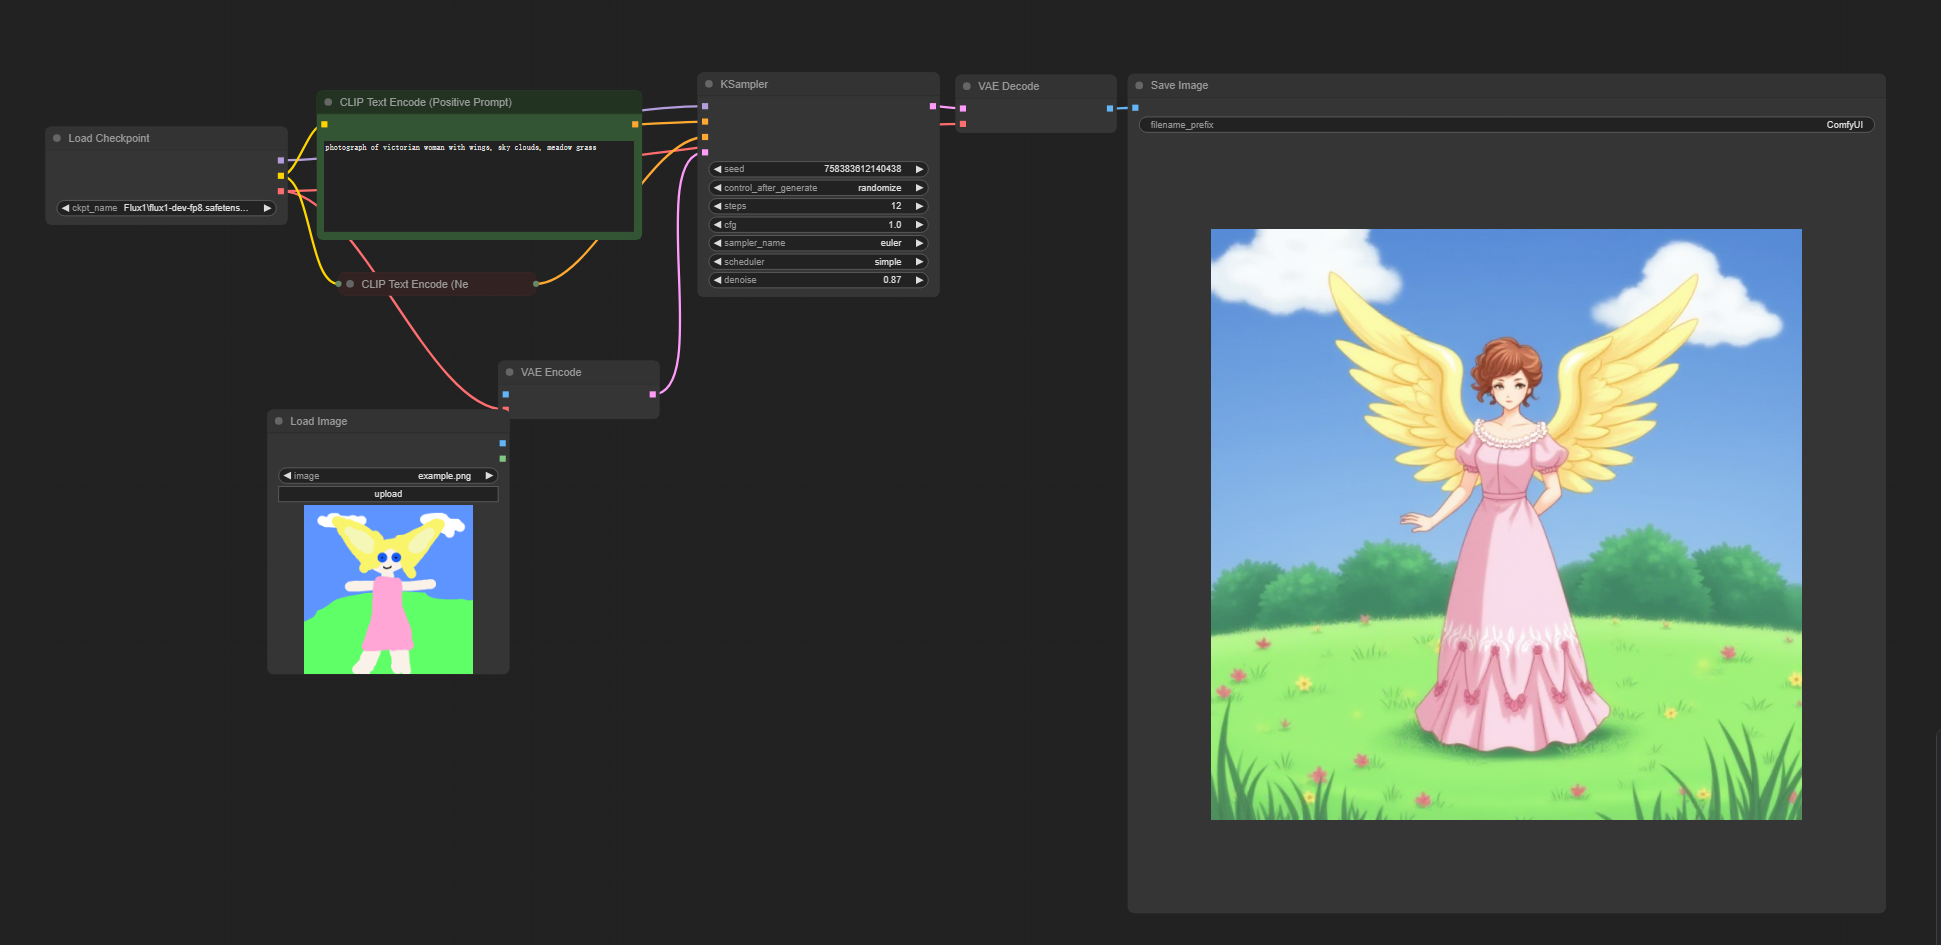 Load Checkpoint
ckpt_name Flux1\flux1-dev-fp8.safetens...
CLIP Text Encode (Positive Prompt)
photograph of victorian woman with wings, sky clouds, meadow grass
CLIP Text Encode (Ne
VAE Encode
Load Image
image example.png
upload
KSampler
seed 758383612140438
control_after_generate randomize
steps 12
cfg 1.0
sampler_name euler
scheduler simple
denoise 0.87
VAE Decode
Save Image
filename_prefix ComfyUI